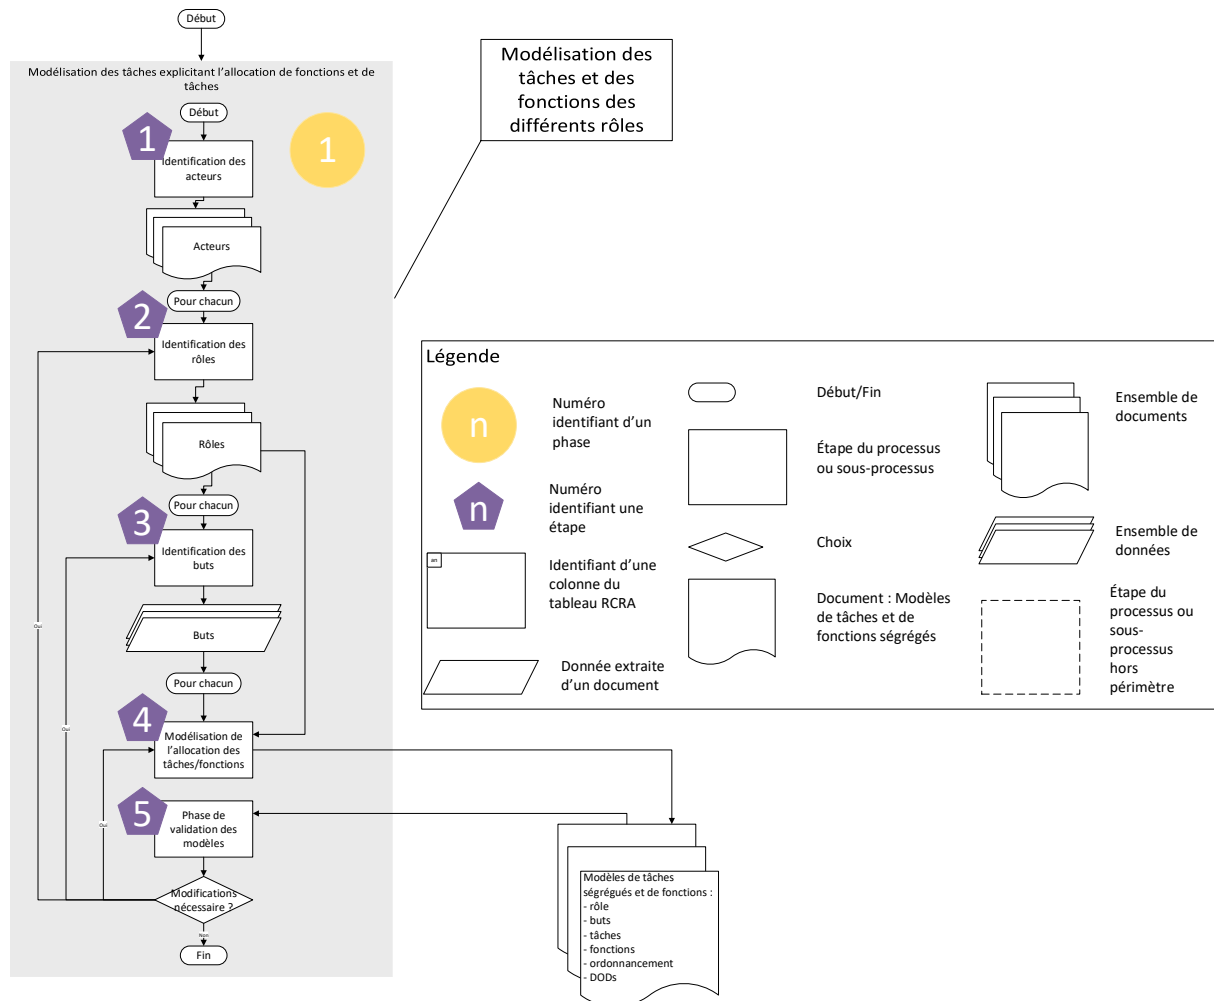 Début
Modélisation des tâches explicitant l’allocation de fonctions et de
tâches
Début
1
1
Identification des
acteurs
Acteurs
Pour chacun
2
Identification des
rôles
Rôles
Pour chacun
3
Identification des
buts
Buts
Pour chacun
4
Modélisation de
l’allocation des
tâches/fonctions
5
Phase de
validation des
modèles
Oui
Oui
Oui
Modifications
nécessaire ?
Non
Fin
Modélisation des
tâches et des
fonctions des
différents rôles
Légende
n
Numéro
identifiant d’un
phase
n
Numéro
identifiant une
étape
an
Identifiant d’une
colonne du
tableau RCRA
Donnée extraite
d’un document
Début/Fin
Étape du processus
ou sous-processus
Choix
Document : Modèles
de tâches et de
fonctions ségrégés
Ensemble de
documents
Ensemble de
données
Étape du
processus ou
sous-
processus
hors
périmètre
Modèles de tâches
ségrégués et de fonctions :
- rôle
- buts
- tâches
- fonctions
- ordonnancement
- DODs